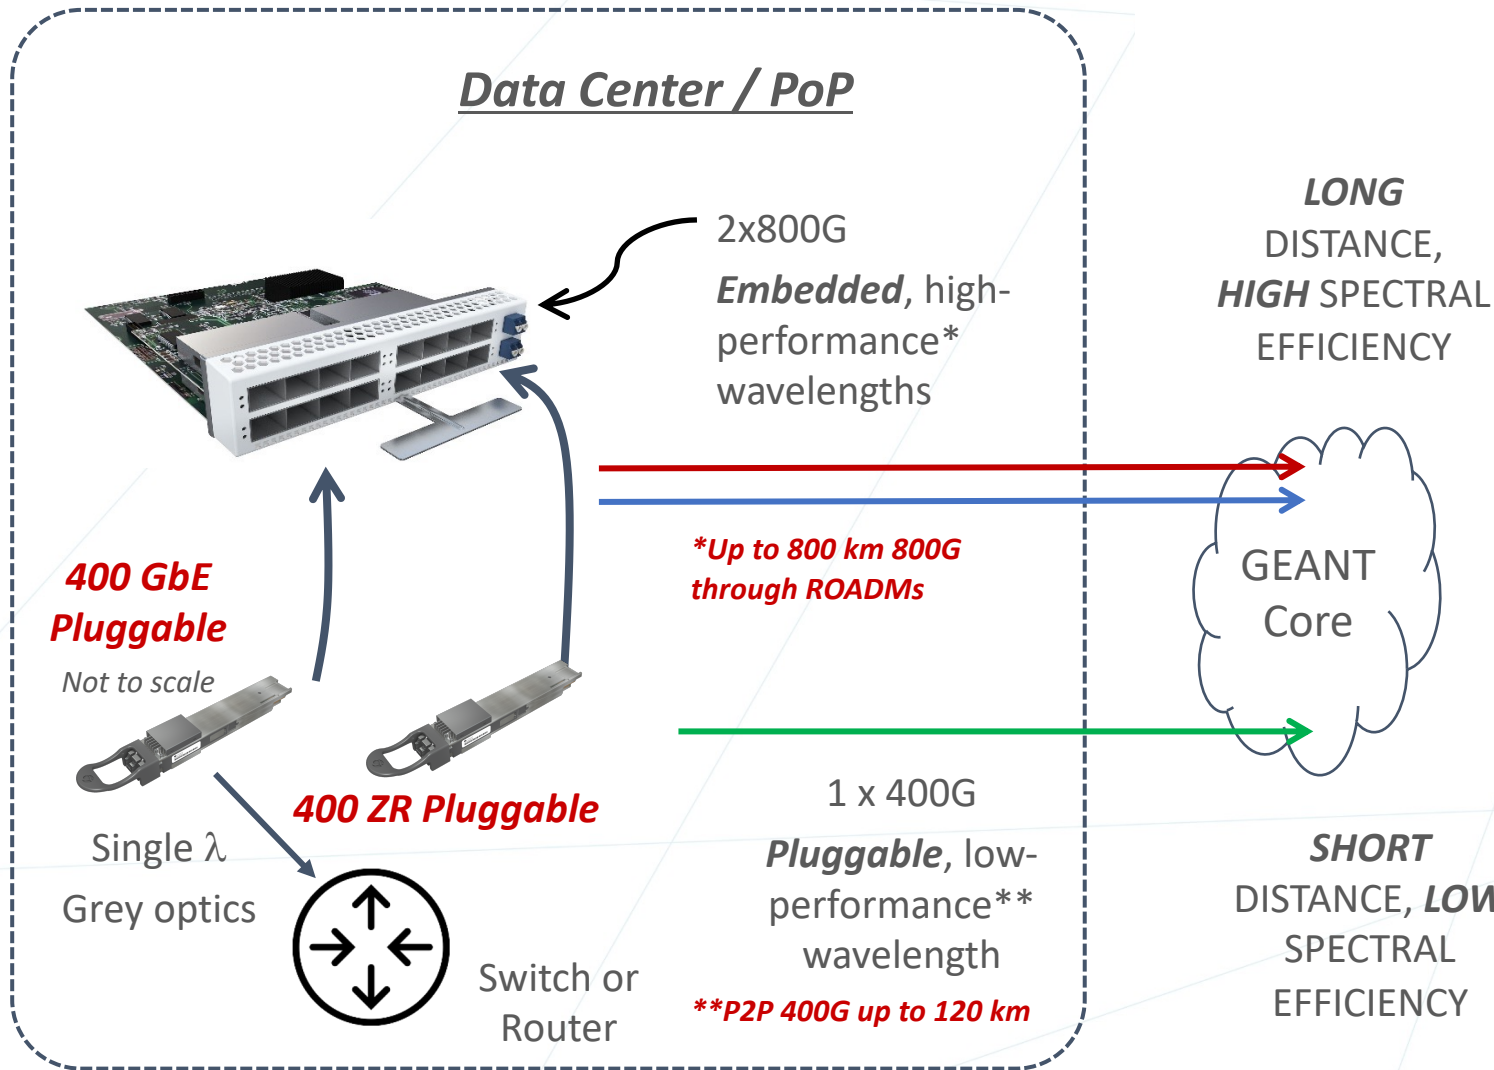 Data Center / PoP
2x800G
Embedded, high-
performance*
wavelengths
LONG
DISTANCE,
HIGH SPECTRAL
EFFICIENCY
*Up to 800 km 800G
through ROADMs
GEANT
Core
400 GbE
Pluggable
Not to scale
400 ZR Pluggable
Single λ
Grey optics
Switch or
Router
1 x 400G
Pluggable, low-
performance**
wavelength
**P2P 400G up to 120 km
SHORT
DISTANCE, LOW
SPECTRAL
EFFICIENCY